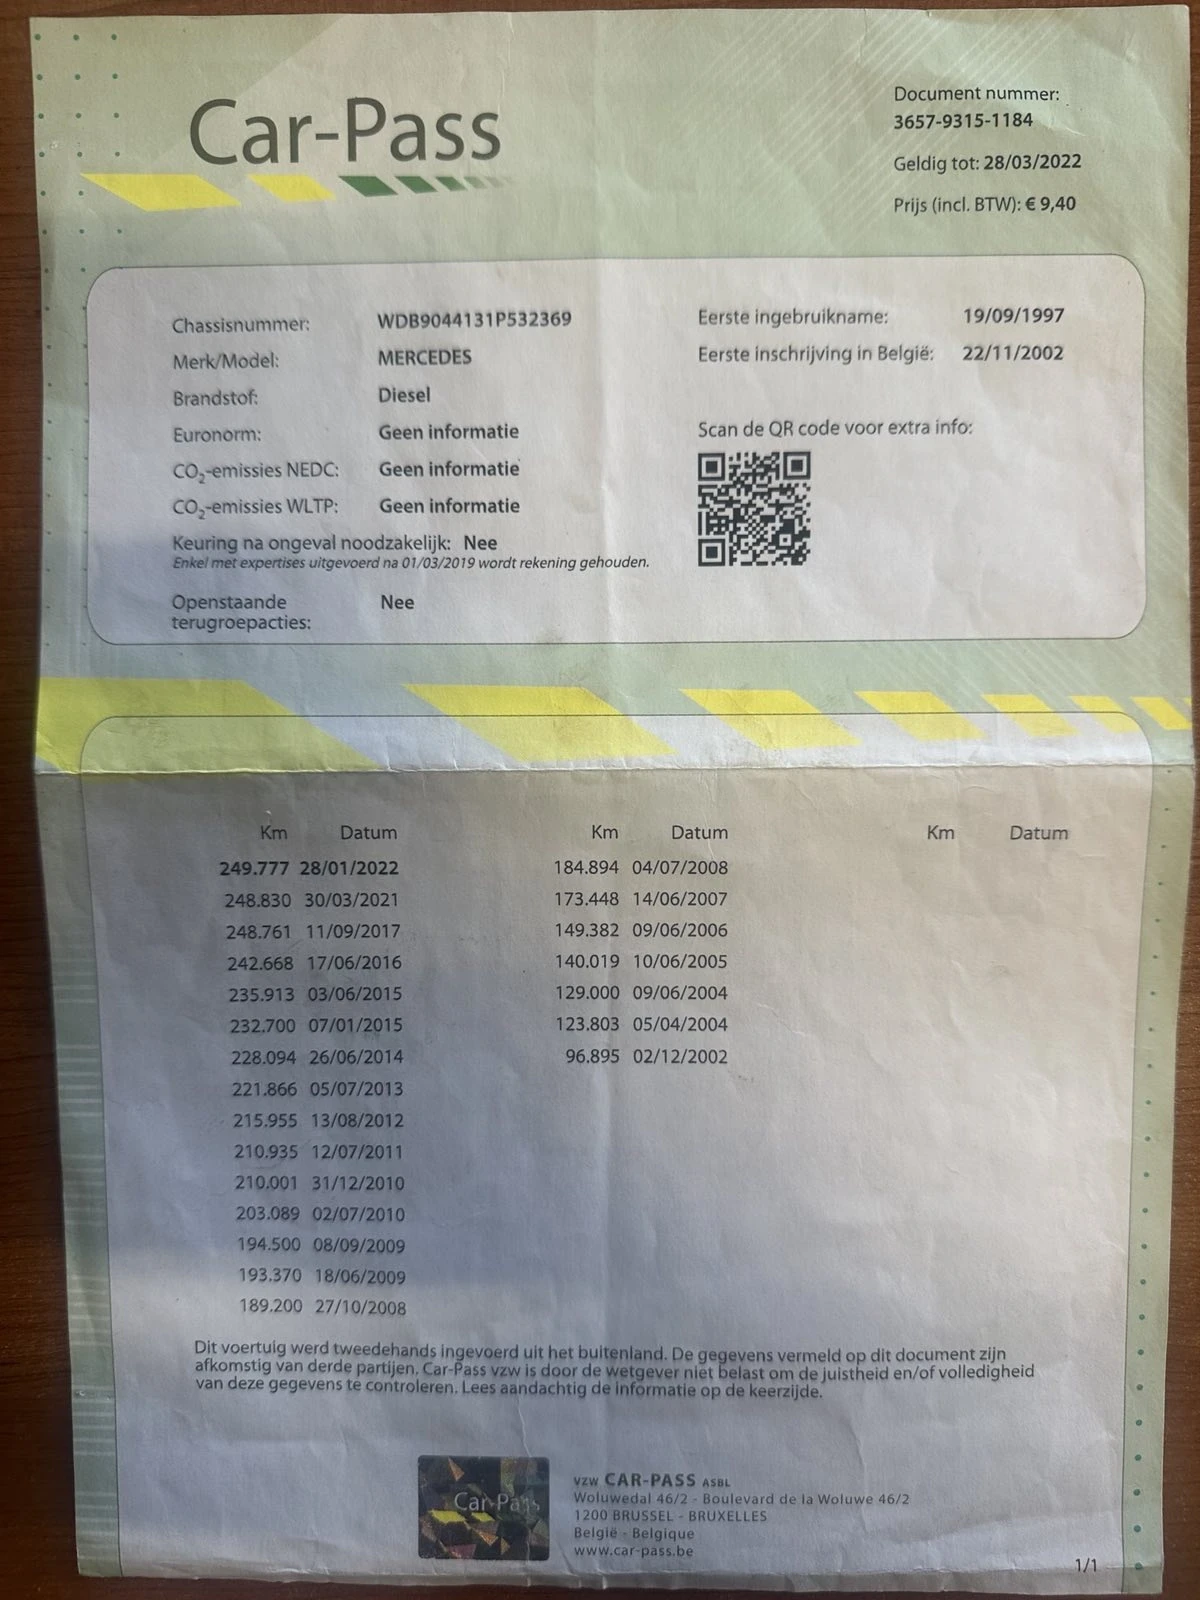 Car-Pass
Document nummer:
3657-9315-1184
Geldig tot: 28/03/2022
Prijs (incl. BTW): € 9,40
Chassisnummer: WDB9044131P532369
Merk/Model: MERCEDES
Brandstof: Diesel
Euronorm: Geen informatie
CO₂-emissies NEDC: Geen informatie
CO₂-emissies WLTP: Geen informatie
Keuring na ongeval noodzakelijk: Nee
Enkel met expertises uitgevoerd na 01/03/2019 wordt rekening gehouden.
Openstaande Nee
terugroepacties:
Eerste ingebruikname: 19/09/1997
Eerste inschrijving in België: 22/11/2002
Scan de QR code voor extra info:
Km Datum
249.777 28/01/2022
248.830 30/03/2021
248.761 11/09/2017
242.668 17/06/2016
235.913 03/06/2015
232.700 07/01/2015
228.094 26/06/2014
221.866 05/07/2013
215.955 13/08/2012
210.935 12/07/2011
210.001 31/12/2010
203.089 02/07/2010
194.500 08/09/2009
193.370 18/06/2009
189.200 27/10/2008
Km Datum
184.894 04/07/2008
173.448 14/06/2007
149.382 09/06/2006
140.019 10/06/2005
129.000 09/06/2004
123.803 05/04/2004
96.895 02/12/2002
Km Datum
Dit voertuig werd tweedehands ingevoerd uit het buitenland. De gegevens vermeld op dit document zijn
afkomstig van derde partijen. Car-Pass vzw is door de wetgever niet belast om de juistheid en/of volledigheid
van deze gegevens te controleren. Lees aandachtig de informatie op de keerzijde.
Car-Pass
VZW CAR-PASS ASBL
Woluwedal 46/2 - Boulevard de la Woluwe 46/2
1200 BRUSSEL - BRUXELLES
België - Belgique
www.car-pass.be
1/1